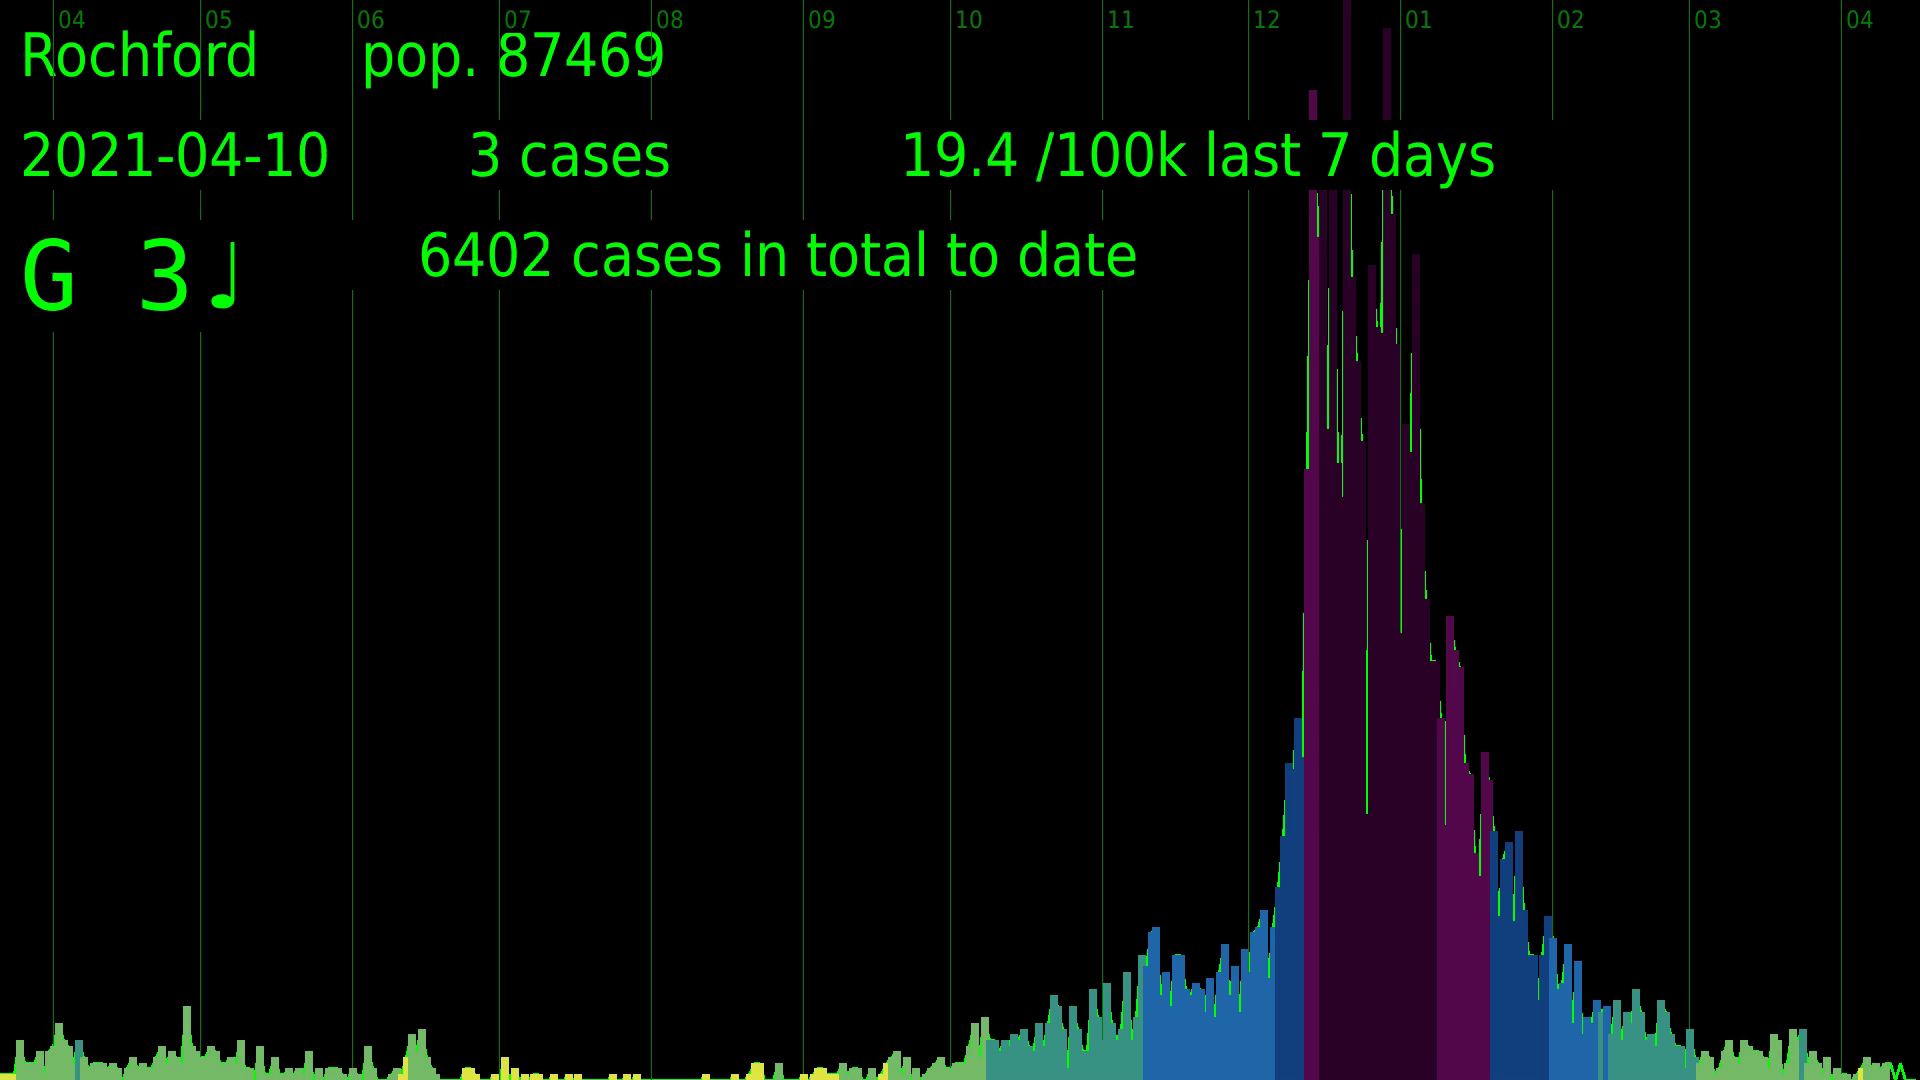 04 05 06 07 08 09 10 11 12 01 02 03 04
Rochford pop. 87469
2021-04-10 3 cases 19.4 /100k last 7 days
G 3♩ 6402 cases in total to date